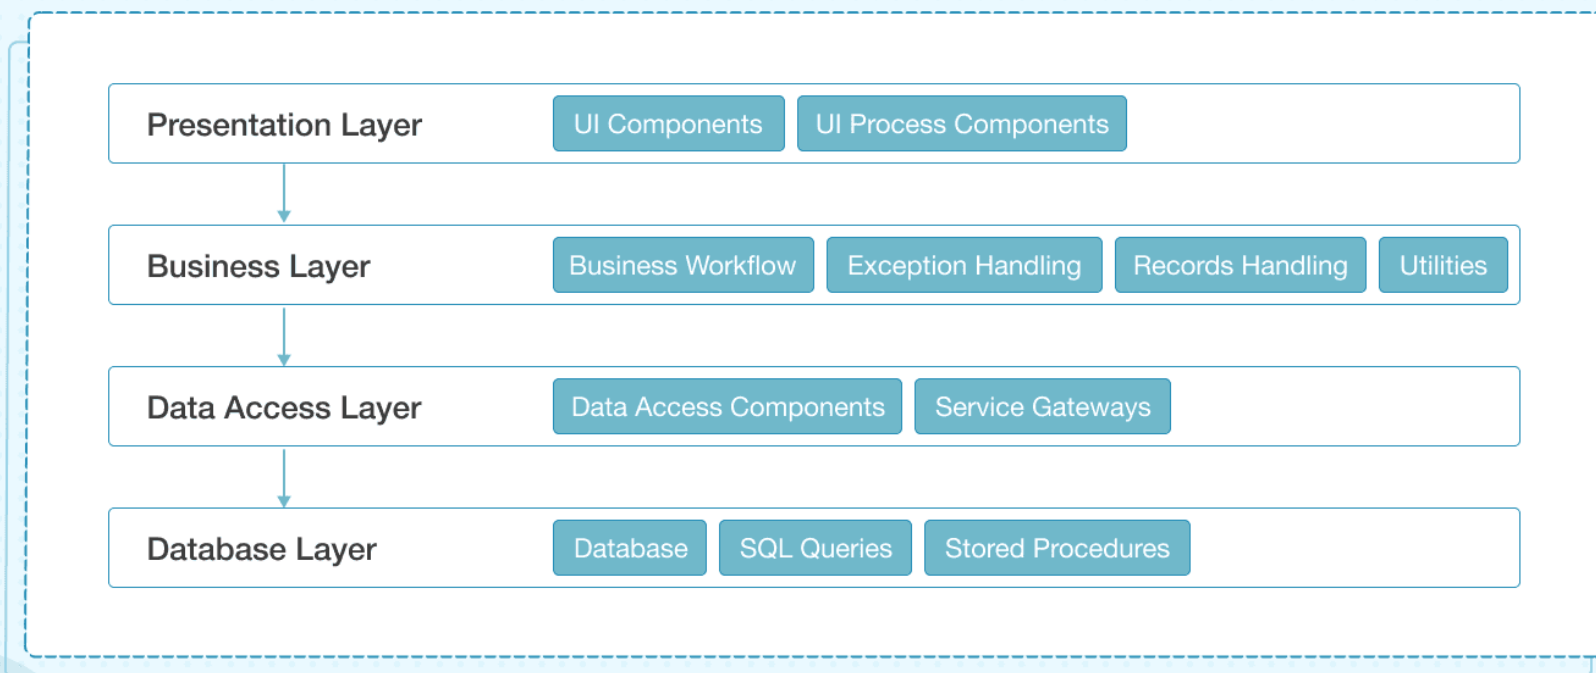 Presentation Layer UI Components UI Process Components
Business Layer Business Workflow Exception Handling Records Handling Utilities
Data Access Layer Data Access Components Service Gateways
Database Layer Database SQL Queries Stored Procedures